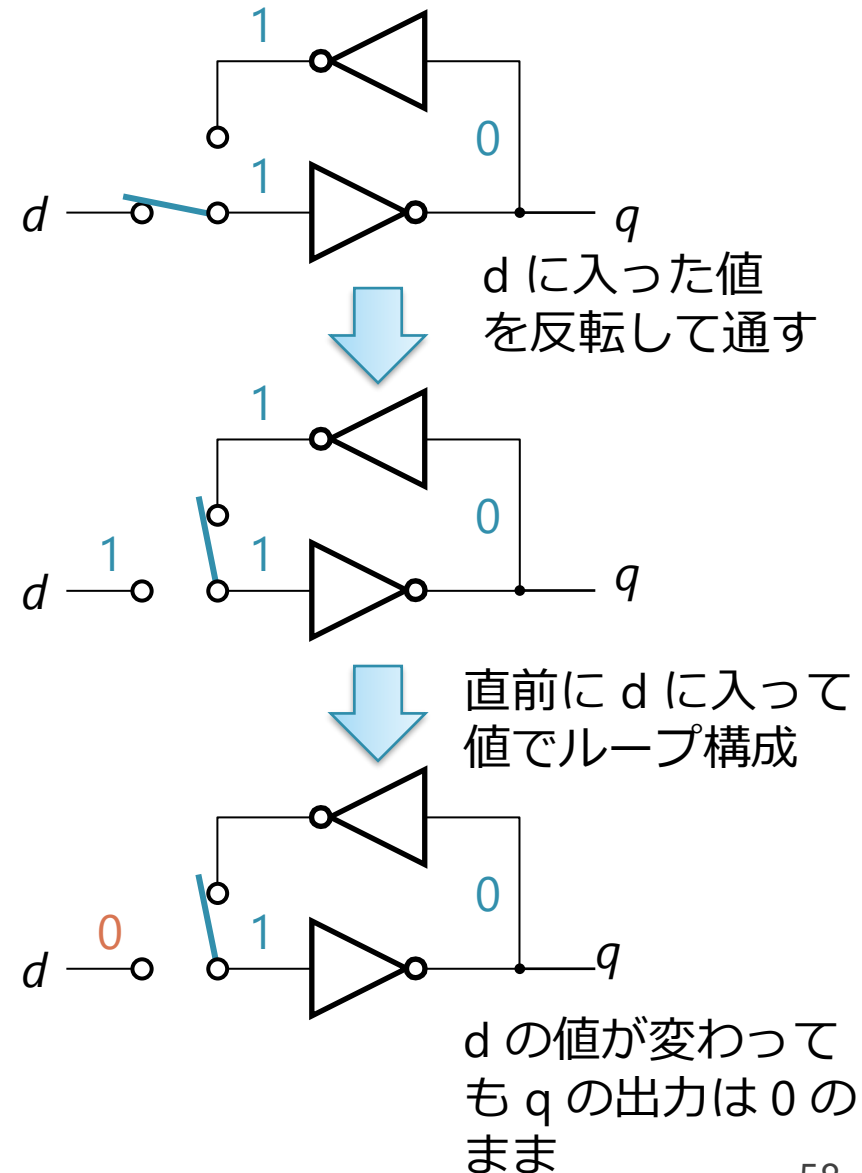 1
0
1
d
q
d に入った値
を反転して通す
1
0
1
1
d
q
直前に d に入って
値でループ構成
0
0
1
d
q
d の値が変わって
も q の出力は 0 の
まま